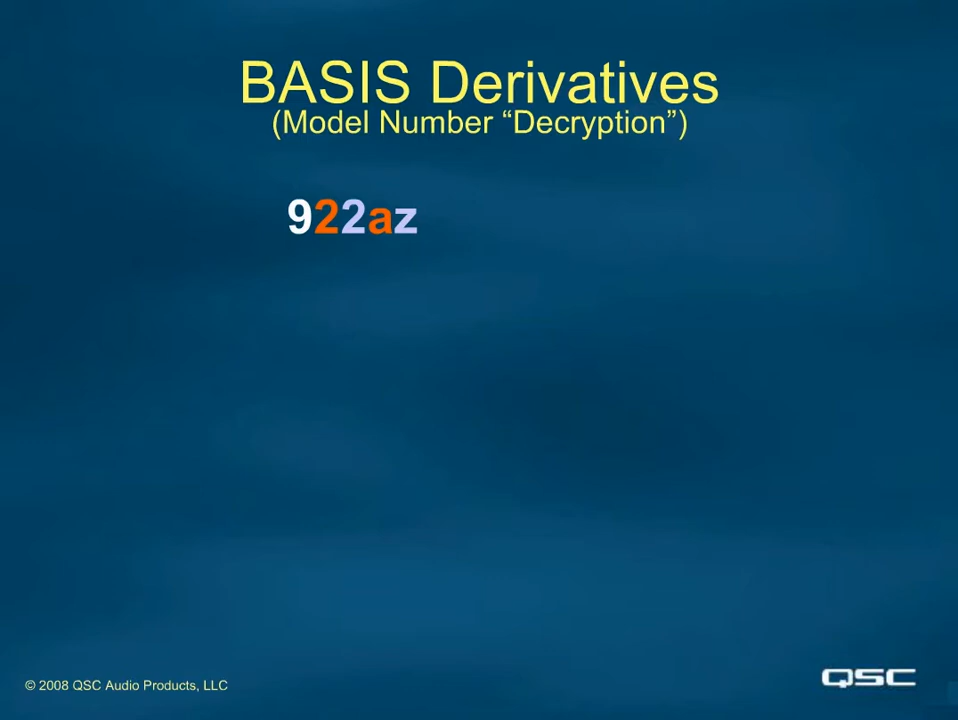 BASIS Derivatives
(Model Number “Decryption”)
922az
© 2008 QSC Audio Products, LLC
QSC